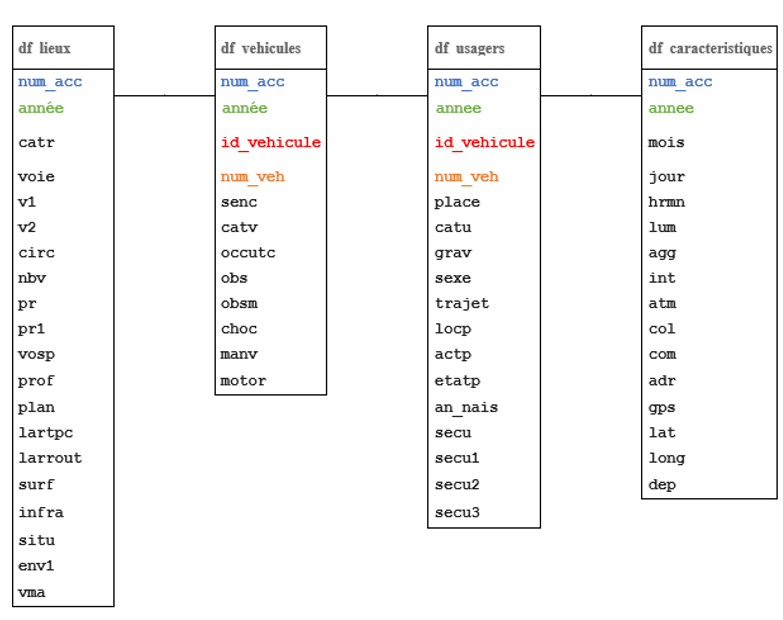 df lieux
num_acc
année
catr
voie
v1
v2
circ
nbv
pr
pr1
vosp
prof
plan
lartpc
larrout
surf
infra
situ
env1
vma
df vehicules
num_acc
année
id_vehicule
num_veh
senc
catv
occutc
obs
obsm
choc
manv
motor
df usagers
num_acc
annee
id_vehicule
num_veh
place
catu
grav
sexe
trajet
locp
actp
etatp
an_nais
secu
secu1
secu2
secu3
df caracteristiques
num_acc
annee
mois
jour
hrmn
lum
agg
int
atm
col
com
adr
gps
lat
long
dep